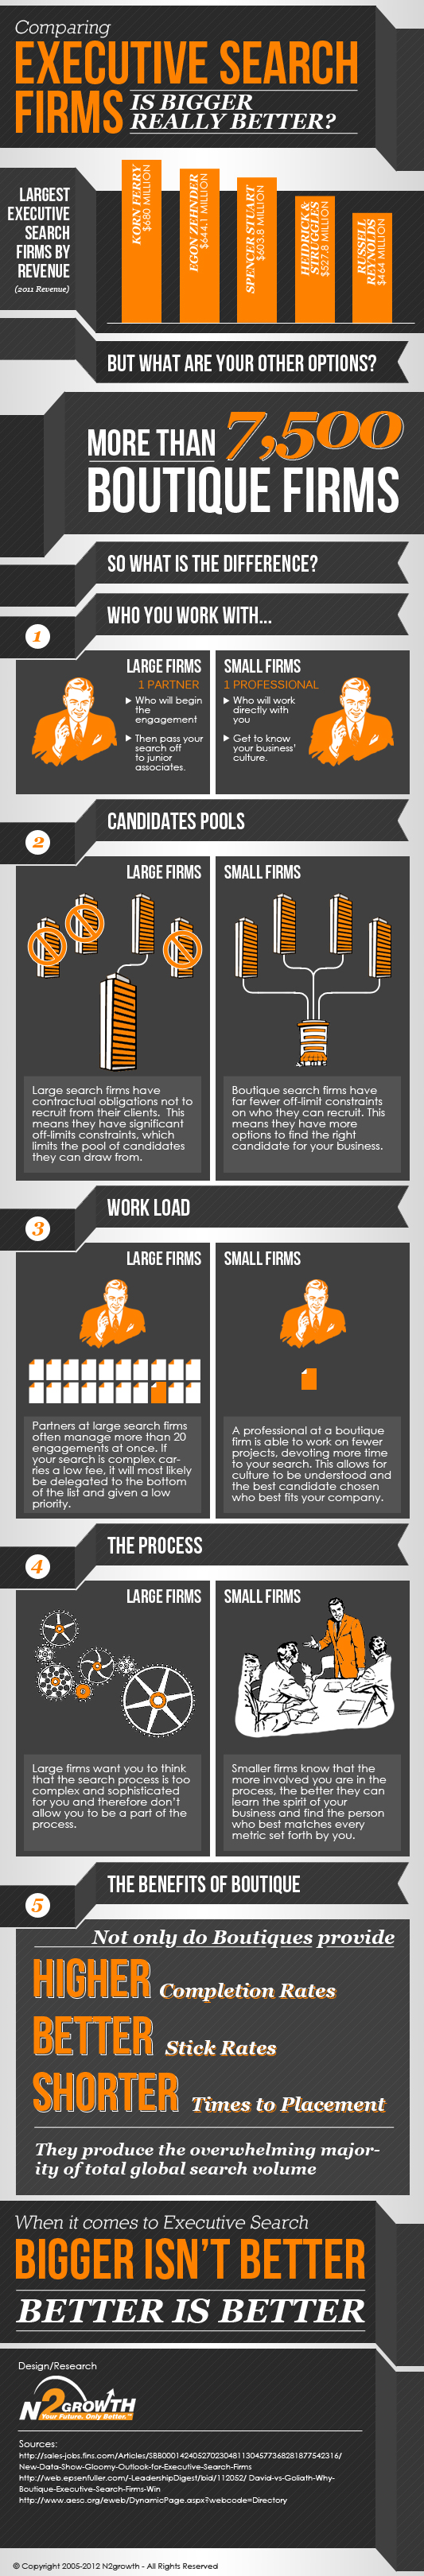 Comparing
EXECUTIVE SEARCH
FIRMS IS BIGGER
REALLY BETTER?
LARGEST
EXECUTIVE
SEARCH
FIRMS BY
REVENUE
(2011 Revenue)
KORN FERRY
$680 MILLION
EGON ZEHNDER
$644.1 MILLION
SPENCER STUART
$603.8 MILLION
HEIDRICK &
STRUGGLES
$527.8 MILLION
RUSSELL
REYNOLDS
$464 MILLION
BUT WHAT ARE YOUR OTHER OPTIONS?
MORE THAN 7,500
BOUTIQUE FIRMS
SO WHAT IS THE DIFFERENCE?
WHO YOU WORK WITH...
1
LARGE FIRMS
1 PARTNER
Who will begin
the
engagement
Then pass your
search off
to junior
associates.
SMALL FIRMS
1 PROFESSIONAL
Who will work
directly with
you
Get to know
your business'
culture.
CANDIDATES POOLS
2
LARGE FIRMS
Large search firms have
contractual obligations not to
recruit from their clients. This
means they have significant
off-limits constraints, which
limits the pool of candidates
they can draw from.
SMALL FIRMS
Boutique search firms have
far fewer off-limit constraints
on who they can recruit. This
means they have more
options to find the right
candidate for your business.
WORK LOAD
3
LARGE FIRMS
Partners at large search firms
often manage more than 20
engagements at once. If
your search is complex car-
ries a low fee, it will most likely
be delegated to the bottom
of the list and given a low
priority.
SMALL FIRMS
A professional at a boutique
firm is able to work on fewer
projects, devoting more time
to your search. This allows for
culture to be understood and
the best candidate chosen
who best fits your company.
THE PROCESS
4
LARGE FIRMS
Large firms want you to think
that the search process is too
complex and sophisticated
for you and therefore don't
allow you to be a part of the
process.
SMALL FIRMS
Smaller firms know that the
more involved you are in the
process, the better they can
learn the spirit of your
business and find the person
who best matches every
metric set forth by you.
THE BENEFITS OF BOUTIQUE
5
Not only do Boutiques provide
HIGHER Completion Rates
BETTER Stick Rates
SHORTER Times to Placement
They produce the overwhelming major-
ity of total global search volume
When it comes to Executive Search
BIGGER ISN'T BETTER
BETTER IS BETTER
Design/Research
N2GROWTH
Your Future. Only Better.™
Sources:
http://sales-jobs.fins.com/Articles/SBB0001424052702304811304577368281877542316/
New-Data-Show-Gloomy-Outlook-for-Executive-Search-Firms
http://web.epsenfuller.com/-LeadershipDigest/bid/112052/ David-vs-Goliath-Why-
Boutique-Executive-Search-Firms-Win
http://www.aesc.org/eweb/DynamicPage.aspx?webcode=Directory
© Copyright 2005-2012 N2growth - All Rights Reserved